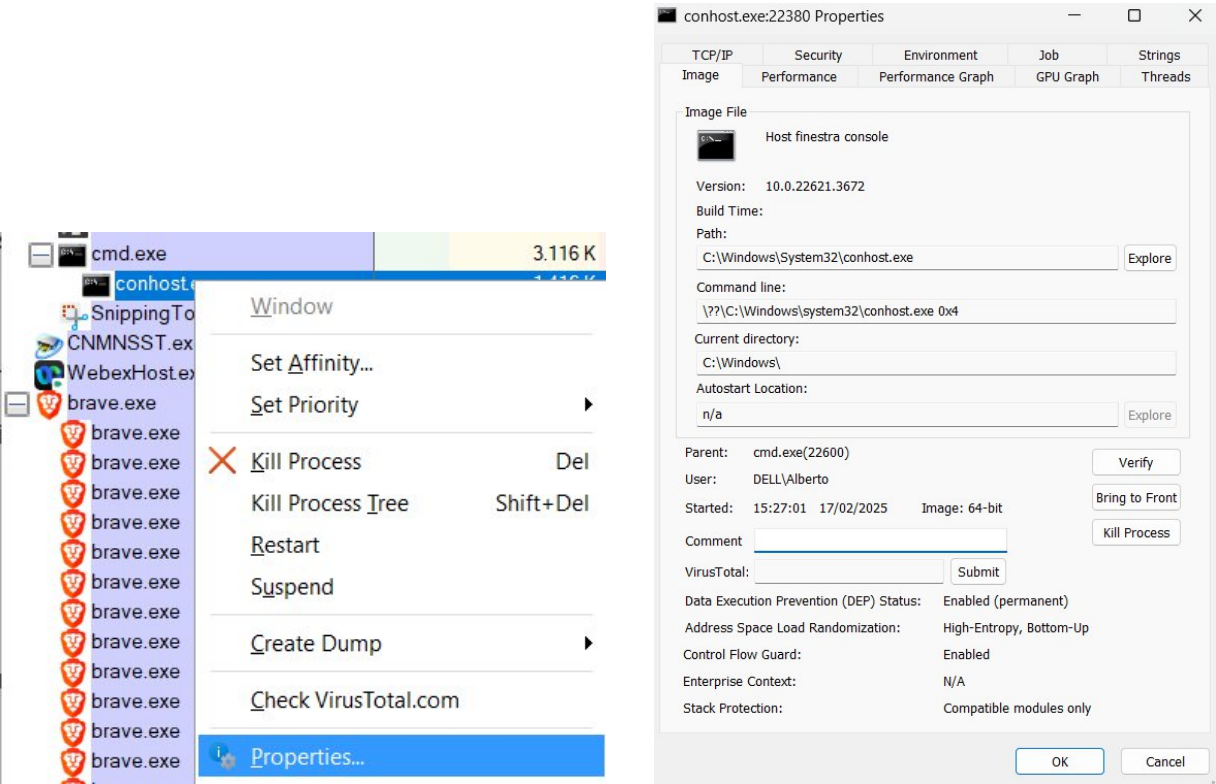 cmd.exe
3.116 K
conhost.e
1.416 K
SnippingTo
CNMNSST.ex
WebexHost.ex
brave.exe
brave.exe
brave.exe
brave.exe
brave.exe
brave.exe
brave.exe
brave.exe
brave.exe
brave.exe
brave.exe
brave.exe
brave.exe
Window
Set Affinity...
Set Priority
Kill Process Del
Kill Process Tree Shift+Del
Restart
Suspend
Create Dump
Check VirusTotal.com
Properties...
conhost.exe:22380 Properties
TCP/IP Security Environment Job Strings
Image Performance Performance Graph GPU Graph Threads
Image File
Host finestra console
Version: 10.0.22621.3672
Build Time:
Path:
C:\Windows\System32\conhost.exe Explore
Command line:
\??\C:\Windows\system32\conhost.exe 0x4
Current directory:
C:\Windows\
Autostart Location:
n/a Explore
Parent: cmd.exe(22600)
Verify
User: DELL\Alberto
Bring to Front
Started: 15:27:01 17/02/2025 Image: 64-bit
Kill Process
Comment
VirusTotal: Submit
Data Execution Prevention (DEP) Status: Enabled (permanent)
Address Space Load Randomization: High-Entropy, Bottom-Up
Control Flow Guard: Enabled
Enterprise Context: N/A
Stack Protection: Compatible modules only
OK Cancel